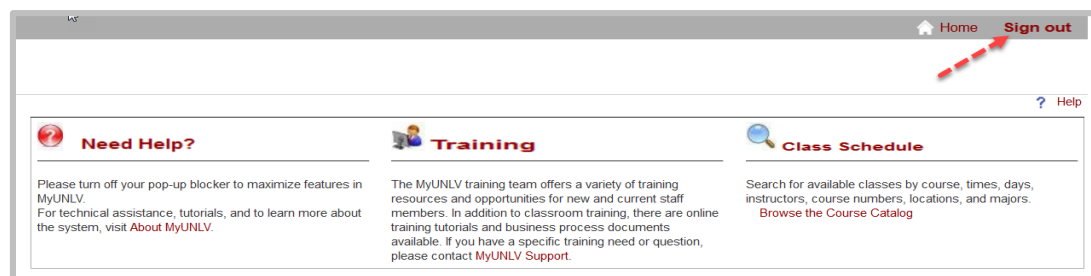 Home Sign out
? Help
Need Help?
Please turn off your pop-up blocker to maximize features in
MyUNLV.
For technical assistance, tutorials, and to learn more about
the system, visit About MyUNLV.
Training
The MyUNLV training team offers a variety of training
resources and opportunities for new and current staff
members. In addition to classroom training, there are online
training tutorials and business process documents
available. If you have a specific training need or question,
please contact MyUNLV Support.
Class Schedule
Search for available classes by course, times, days,
instructors, course numbers, locations, and majors.
Browse the Course Catalog